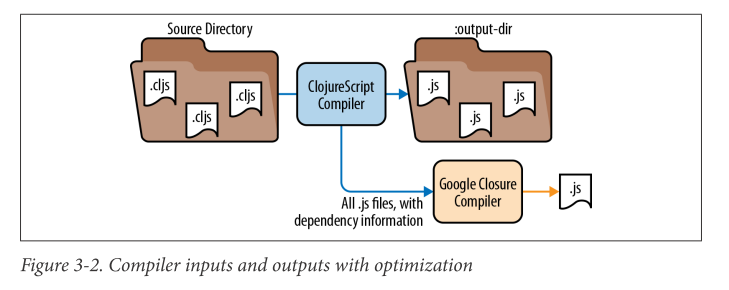 Source Directory
:output-dir
.cljs
.cljs
.cljs
ClojureScript
Compiler
.js
.js
.js
All .js files, with
dependency information
Google Closure
Compiler
.js
Figure 3-2. Compiler inputs and outputs with optimization